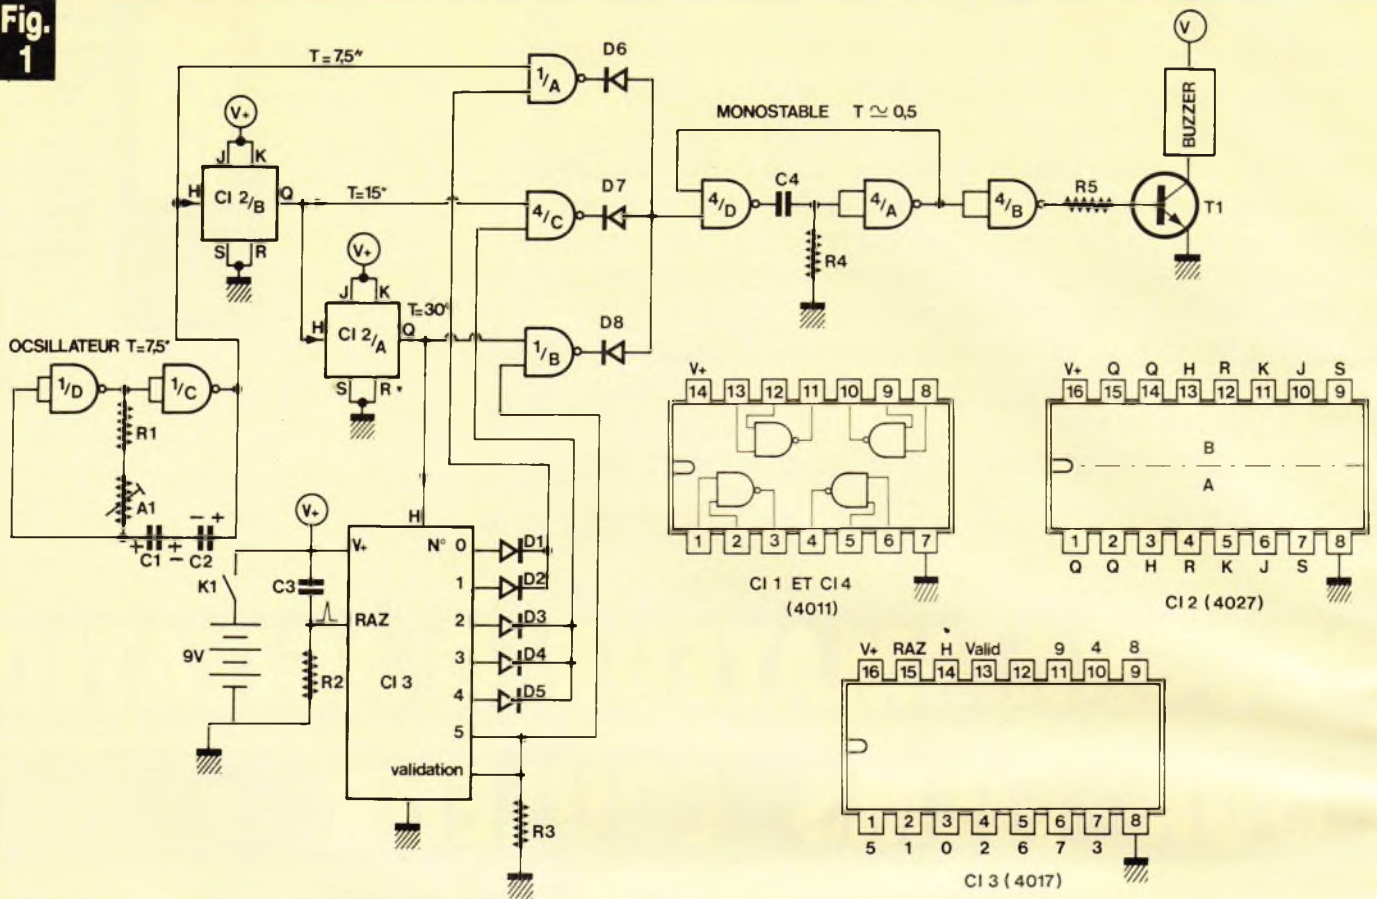 Fig.
1
T=7,5"
D6
1/A
V+
J K
H CI 2/B Q
S R
T=15"
4/C
D7
V+
J K
H CI 2/A Q
T=30"
S R
1/B
D8
MONOSTABLE T ≃ 0,5
4/D
C4
R4
4/A
4/B
R5
T1
V
BUZZER
OCSILLATEUR T=7,5"
1/D
1/C
R1
A1
+ - + - +
C1 C2
K1
9V
V+
C3
R2
H
V+
RAZ
CI 3
N° 0
1
2
3
4
5
validation
D1
D2
D3
D4
D5
R3
V+
14 13 12 11 10 9 8
1 2 3 4 5 6 7
CI 1 ET CI 4
(4011)
V+ Q Q H R K J S
16 15 14 13 12 11 10 9
B
A
1 2 3 4 5 6 7 8
Q Q H R K J S
CI 2 (4027)
V+ RAZ H Valid 9 4 8
16 15 14 13 12 11 10 9
1 2 3 4 5 6 7 8
5 1 0 2 6 7 3
CI 3 (4017)